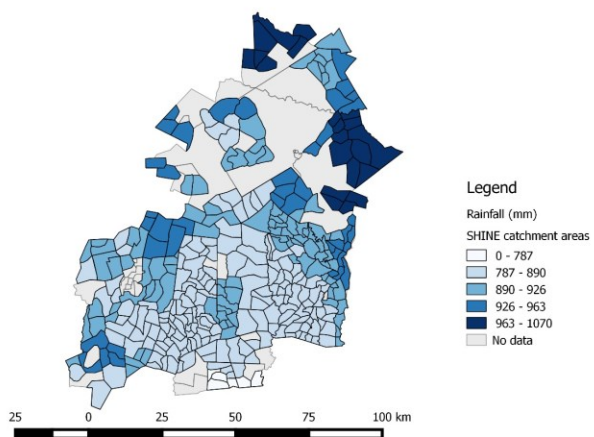 Legend
Rainfall (mm)
SHINE catchment areas
0 - 787
787 - 890
890 - 926
926 - 963
963 - 1070
No data
25 0 25 50 75 100 km